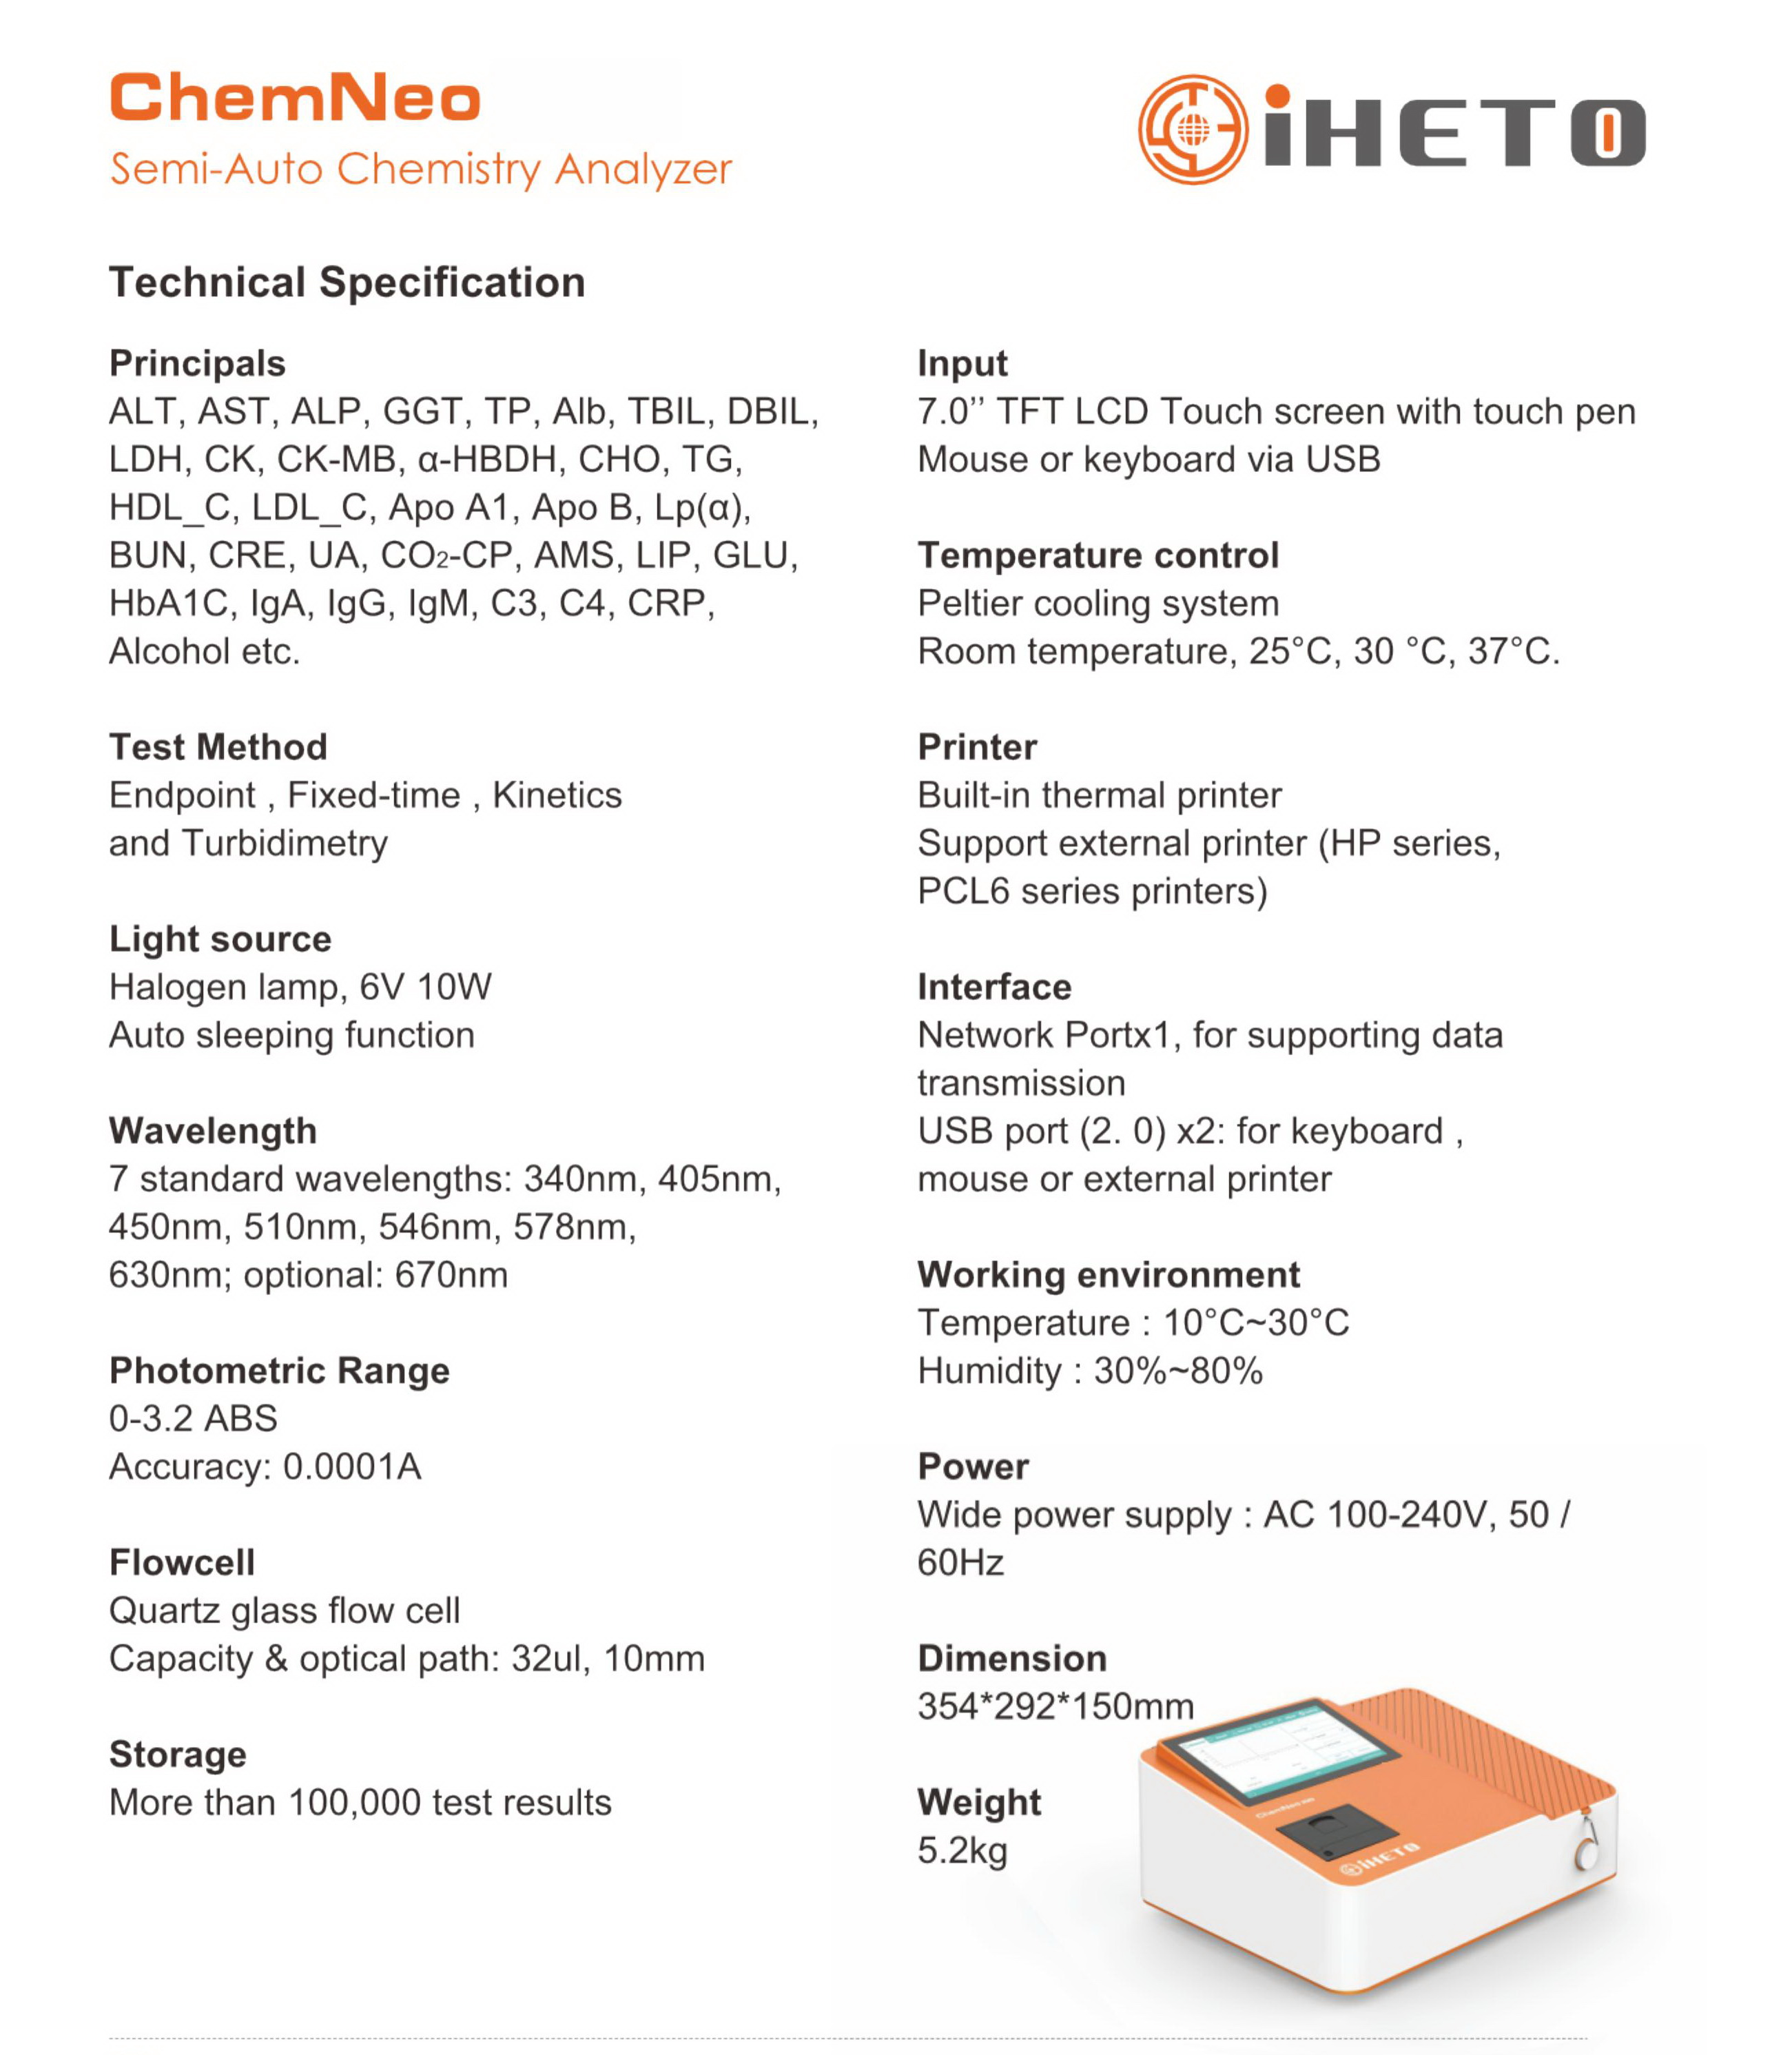 ChemNeo
Semi-Auto Chemistry Analyzer
iHETO
Technical Specification
Principals
ALT, AST, ALP, GGT, TP, Alb, TBIL, DBIL,
LDH, CK, CK-MB, α-HBDH, CHO, TG,
HDL_C, LDL_C, Apo A1, Apo B, Lp(α),
BUN, CRE, UA, CO₂-CP, AMS, LIP, GLU,
HbA1C, IgA, IgG, IgM, C3, C4, CRP,
Alcohol etc.
Test Method
Endpoint , Fixed-time , Kinetics
and Turbidimetry
Light source
Halogen lamp, 6V 10W
Auto sleeping function
Wavelength
7 standard wavelengths: 340nm, 405nm,
450nm, 510nm, 546nm, 578nm,
630nm; optional: 670nm
Photometric Range
0-3.2 ABS
Accuracy: 0.0001A
Flowcell
Quartz glass flow cell
Capacity & optical path: 32ul, 10mm
Storage
More than 100,000 test results
Input
7.0’’ TFT LCD Touch screen with touch pen
Mouse or keyboard via USB
Temperature control
Peltier cooling system
Room temperature, 25°C, 30 °C, 37°C.
Printer
Built-in thermal printer
Support external printer (HP series,
PCL6 series printers)
Interface
Network Portx1, for supporting data
transmission
USB port (2. 0) x2: for keyboard ,
mouse or external printer
Working environment
Temperature : 10°C~30°C
Humidity : 30%~80%
Power
Wide power supply : AC 100-240V, 50 /
60Hz
Dimension
354*292*150mm
Weight
5.2kg
iHETO